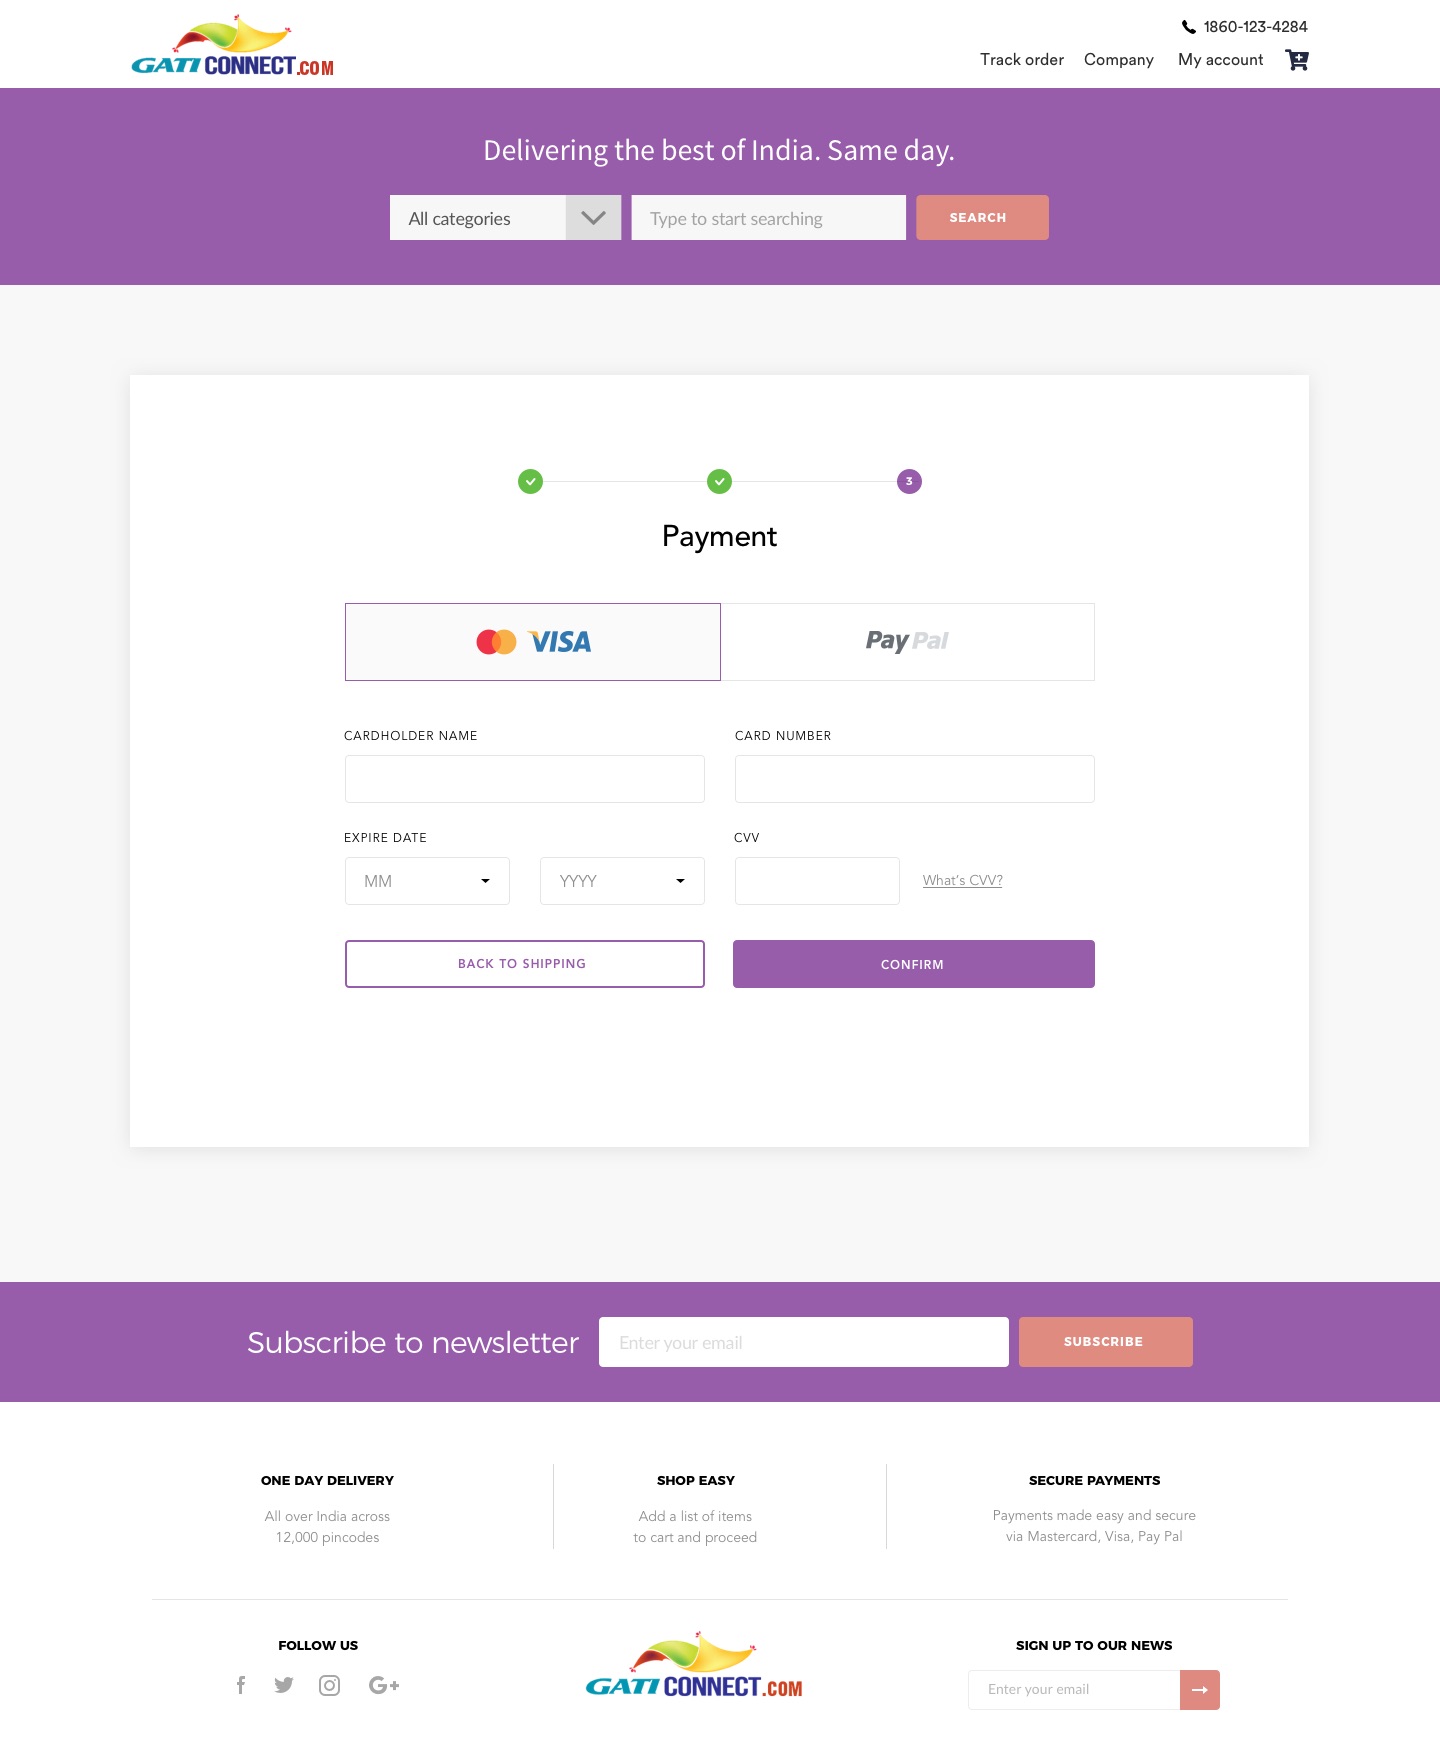 1860-123-4284
GATI CONNECT.COM
Track order Company My account
Delivering the best of India. Same day.
All categories Type to start searching SEARCH
3
Payment
VISA PayPal
CARDHOLDER NAME CARD NUMBER
EXPIRE DATE CVV
MM YYYY What's CVV?
BACK TO SHIPPING CONFIRM
Subscribe to newsletter Enter your email SUBSCRIBE
ONE DAY DELIVERY
All over India across
12,000 pincodes
SHOP EASY
Add a list of items
to cart and proceed
SECURE PAYMENTS
Payments made easy and secure
via Mastercard, Visa, Pay Pal
FOLLOW US
f G+
GATI CONNECT.COM
SIGN UP TO OUR NEWS
Enter your email